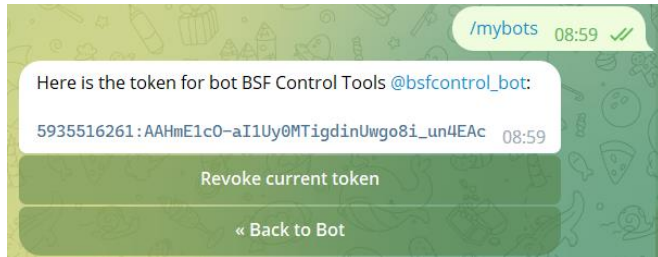 /mybots 08:59
Here is the token for bot BSF Control Tools @bsfcontrol_bot:
5935516261:AAHmE1cO-aI1Uy0MTigdinUwgo8i_un4EAc 08:59
Revoke current token
« Back to Bot